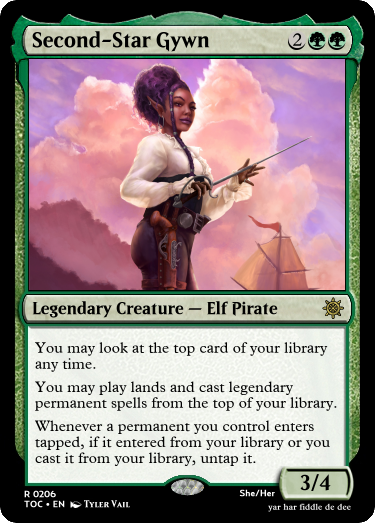 Second-Star Gywn
2
Legendary Creature — Elf Pirate
You may look at the top card of your library
any time.
You may play lands and cast legendary
permanent spells from the top of your library.
Whenever a permanent you control enters
tapped, if it entered from your library or you
cast it from your library, untap it.
3/4
R 0206
TOC • EN Tyler Vail
She/Her
yar har fiddle de dee